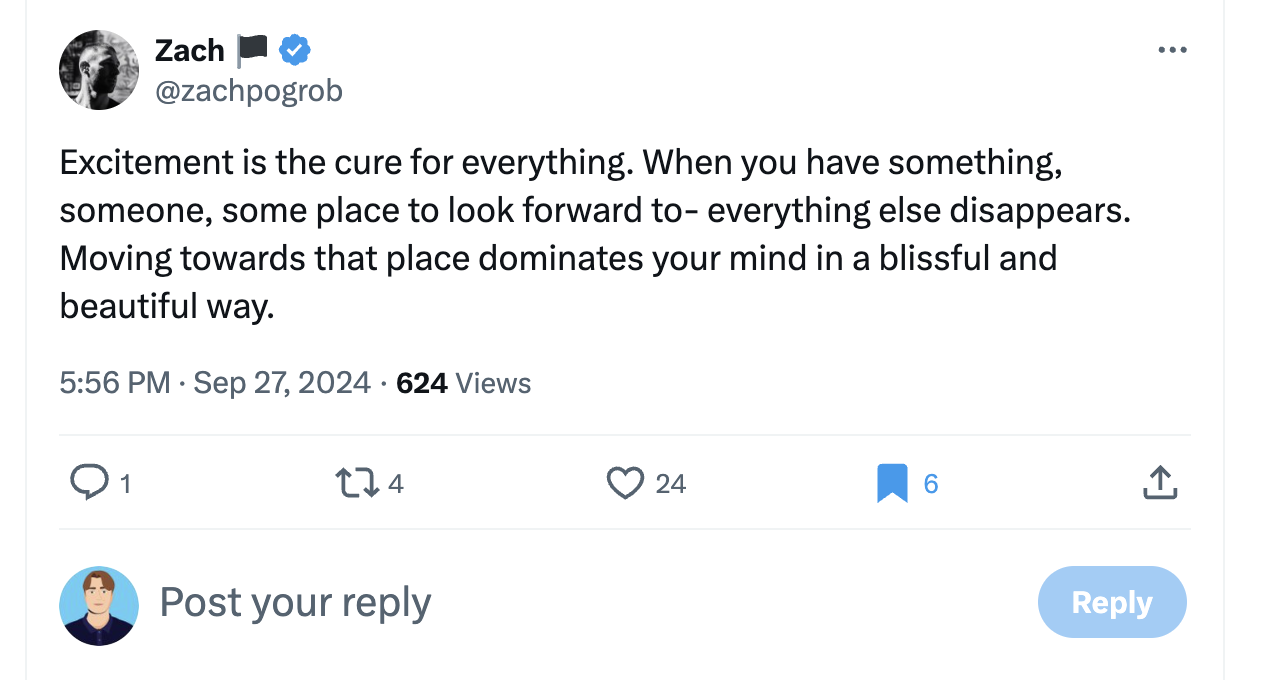 Zach 🏴
@zachpogrob
Excitement is the cure for everything. When you have something,
someone, some place to look forward to- everything else disappears.
Moving towards that place dominates your mind in a blissful and
beautiful way.
5:56 PM · Sep 27, 2024 · 624 Views
1 4 24 6
Post your reply Reply